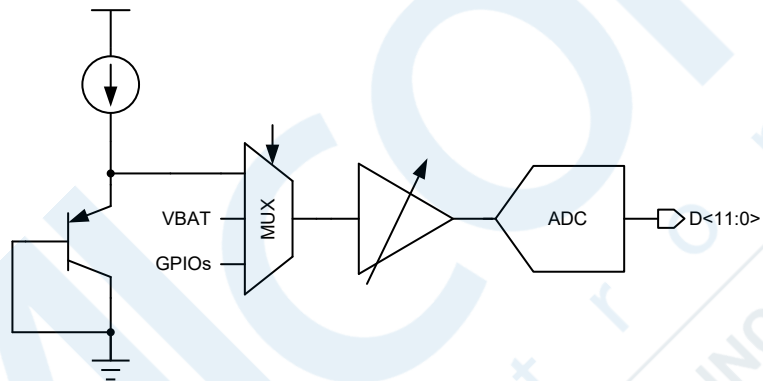 VBAT
GPIOs
MUX
ADC
D<11:0>